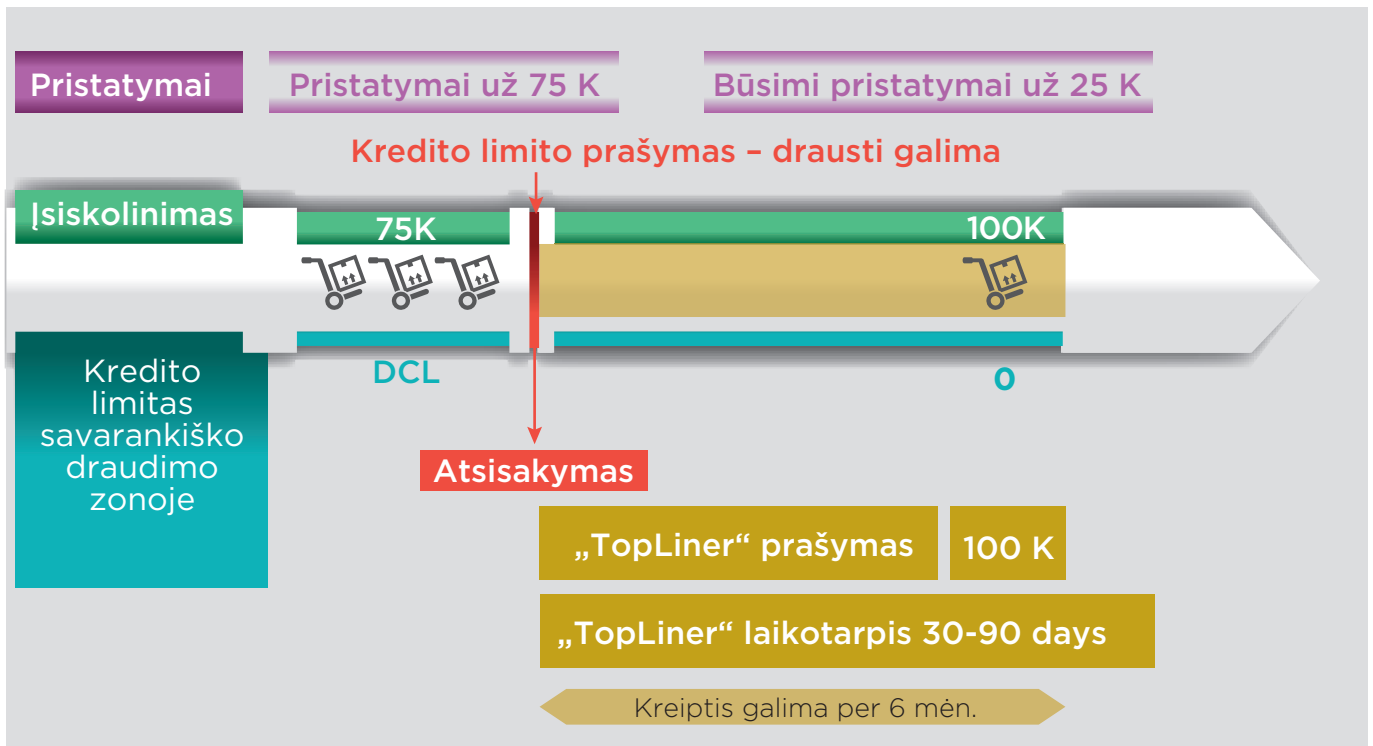 Pristatymai
Pristatymai už 75 K
Būsimi pristatymai už 25 K
Kredito limito prašymas – drausti galima
Įsiskolinimas
75K
100K
DCL
0
Kredito
limitas
savarankiško
draudimo
zonoje
Atsisakymas
„TopLiner“ prašymas
100 K
„TopLiner“ laikotarpis 30-90 days
Kreiptis galima per 6 mėn.